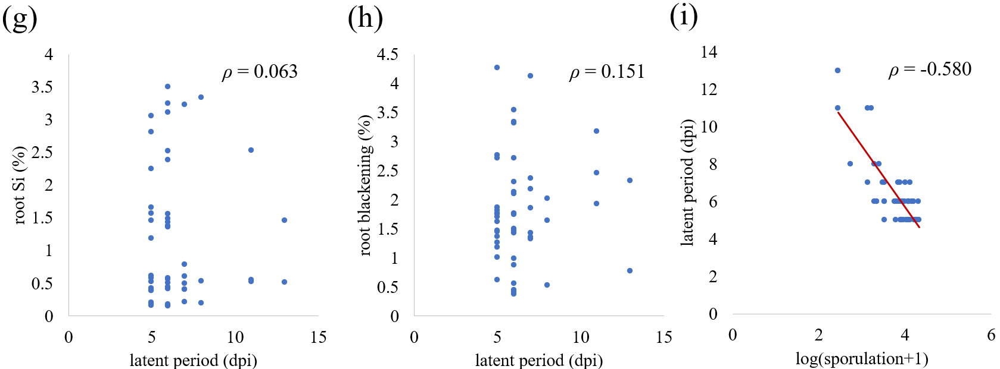 (g)
ρ = 0.063
root Si (%)
4
3.5
3
2.5
2
1.5
1
0.5
0
0 5 10 15
latent period (dpi)
(h)
ρ = 0.151
root blackening (%)
4.5
4
3.5
3
2.5
2
1.5
1
0.5
0
0 5 10 15
latent period (dpi)
(i)
ρ = -0.580
latent period (dpi)
14
12
10
8
6
4
2
0
0 2 4 6
log(sporulation+1)